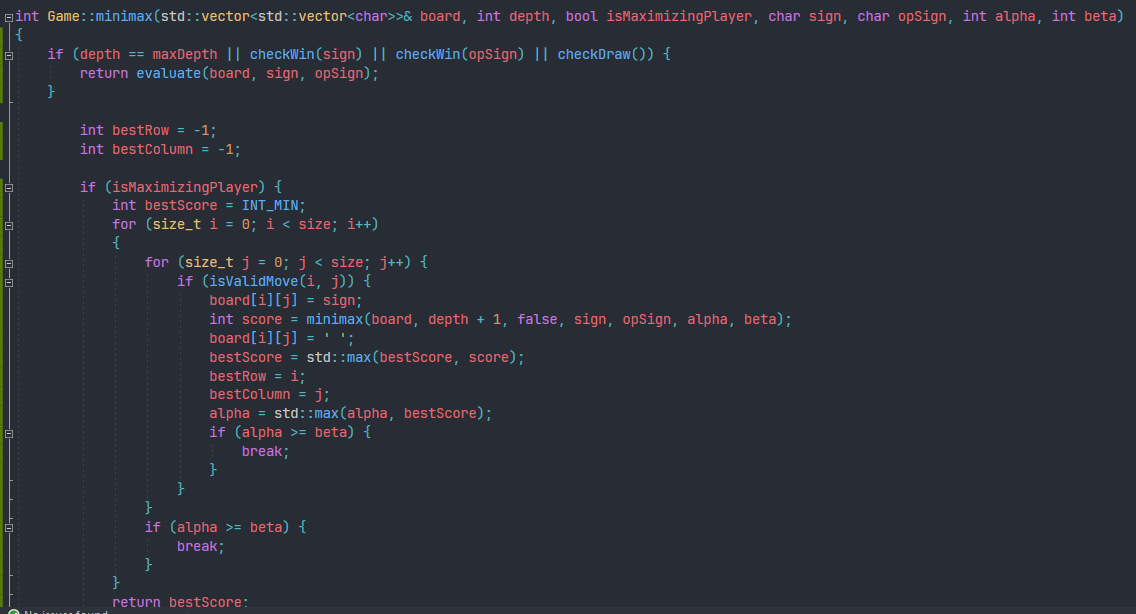 int Game::minimax(std::vector<std::vector<char>>& board, int depth, bool isMaximizingPlayer, char sign, char opSign, int alpha, int beta)
{
    if (depth == maxDepth || checkWin(sign) || checkWin(opSign) || checkDraw()) {
        return evaluate(board, sign, opSign);
    }

        int bestRow = -1;
        int bestColumn = -1;

        if (isMaximizingPlayer) {
            int bestScore = INT_MIN;
            for (size_t i = 0; i < size; i++)
            {
                for (size_t j = 0; j < size; j++) {
                    if (isValidMove(i, j)) {
                        board[i][j] = sign;
                        int score = minimax(board, depth + 1, false, sign, opSign, alpha, beta);
                        board[i][j] = ' ';
                        bestScore = std::max(bestScore, score);
                        bestRow = i;
                        bestColumn = j;
                        alpha = std::max(alpha, bestScore);
                        if (alpha >= beta) {
                            break;
                        }
                    }
                }
                if (alpha >= beta) {
                    break;
                }
            }
            return bestScore;
No issues found